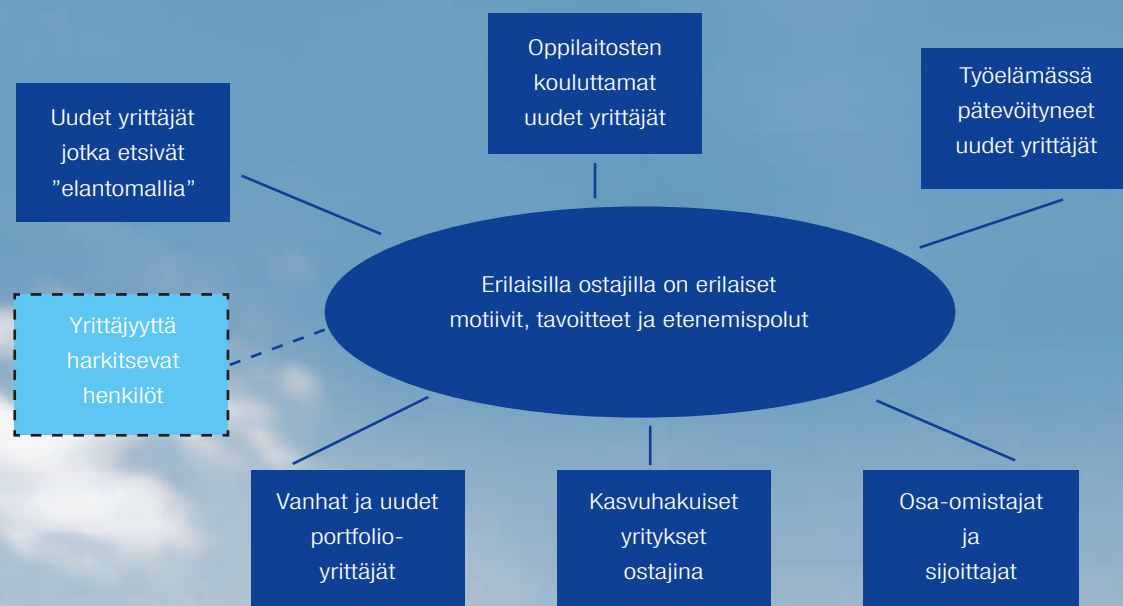 Oppilaitosten
kouluttamat
uudet yrittäjät
Työelämässä
pätevöityneet
uudet yrittäjät
Uudet yrittäjät
jotka etsivät
”elantomallia”
Erilaisilla ostajilla on erilaiset
motiivit, tavoitteet ja etenemispolut
Yrittäjyyttä
harkitsevat
henkilöt
Vanhat ja uudet
portfolio-
yrittäjät
Kasvuhakuiset
yritykset
ostajina
Osa-omistajat
ja
sijoittajat